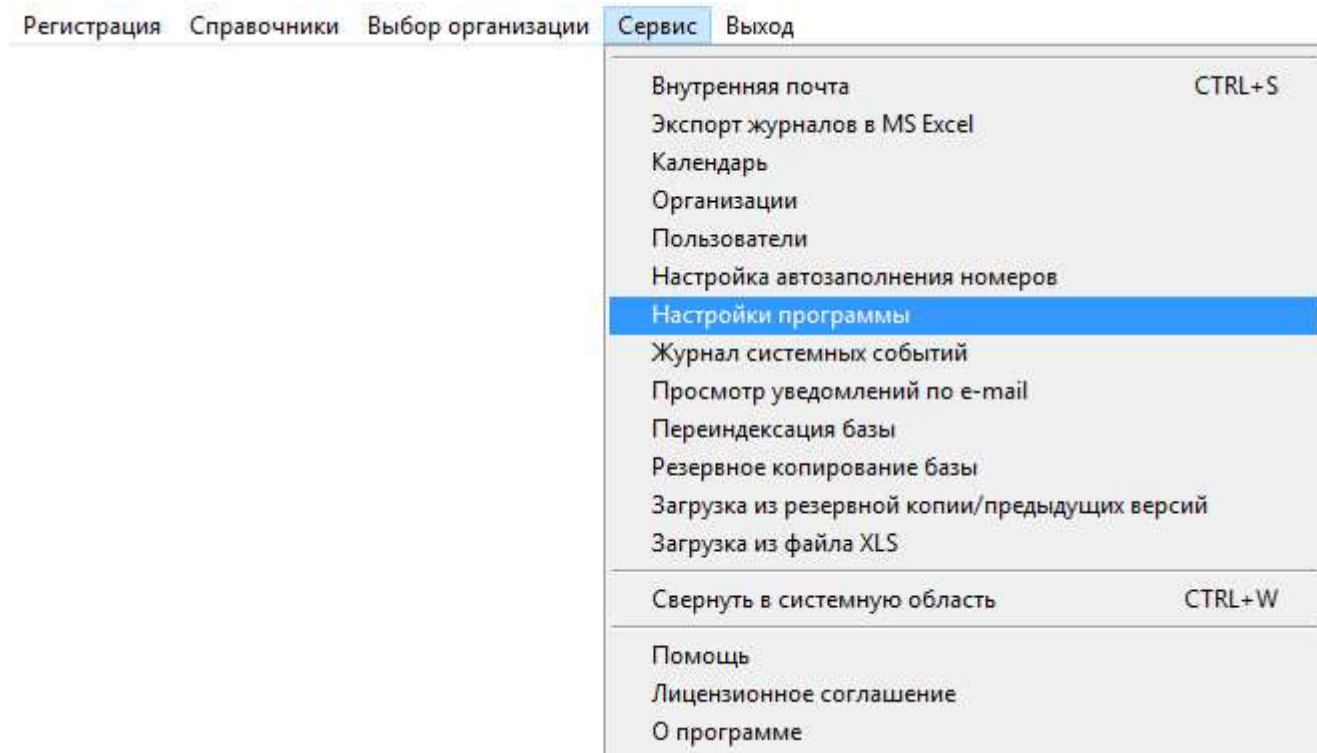 Регистрация Справочники Выбор организации Сервис Выход
Внутренняя почта CTRL+S
Экспорт журналов в MS Excel
Календарь
Организации
Пользователи
Настройка автозаполнения номеров
Настройки программы
Журнал системных событий
Просмотр уведомлений по e-mail
Переиндексация базы
Резервное копирование базы
Загрузка из резервной копии/предыдущих версий
Загрузка из файла XLS
Свернуть в системную область CTRL+W
Помощь
Лицензионное соглашение
О программе